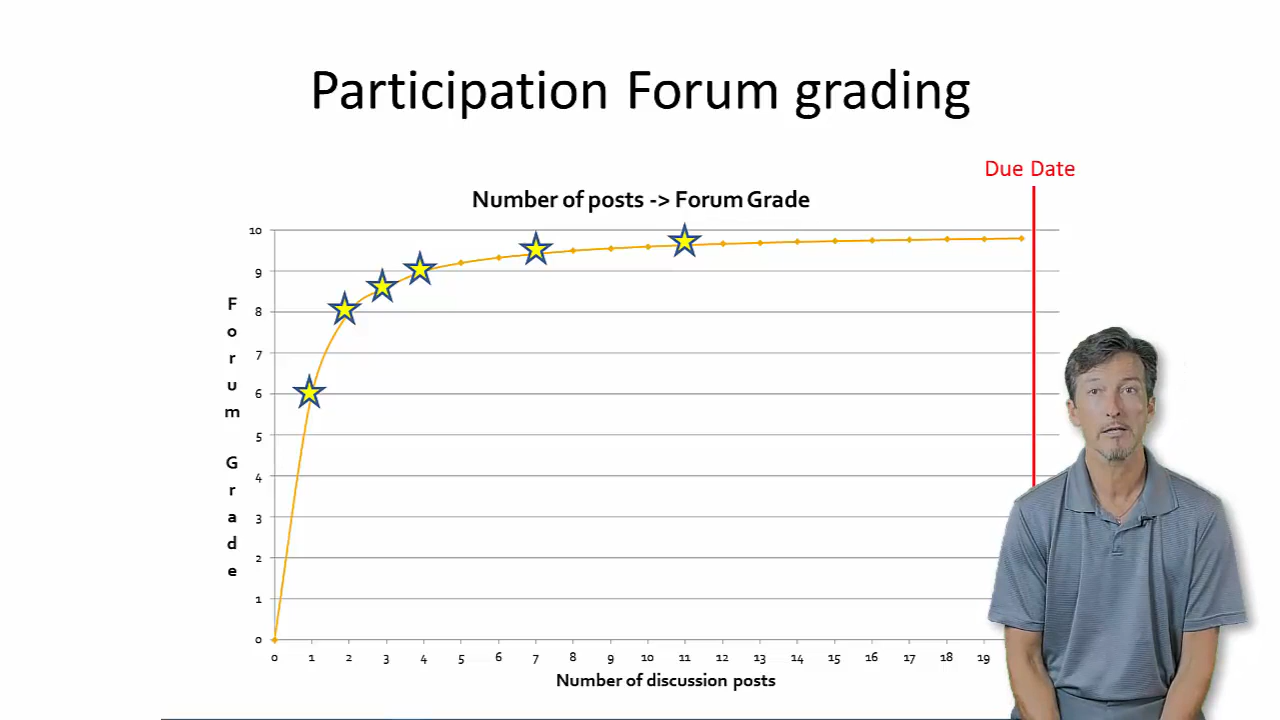 Participation Forum grading
Due Date
Number of posts -> Forum Grade
10
9
8
7
6
5
4
3
2
1
0
Forum Grade
0 1 2 3 4 5 6 7 8 9 10 11 12 13 14 15 16 17 18 19
Number of discussion posts